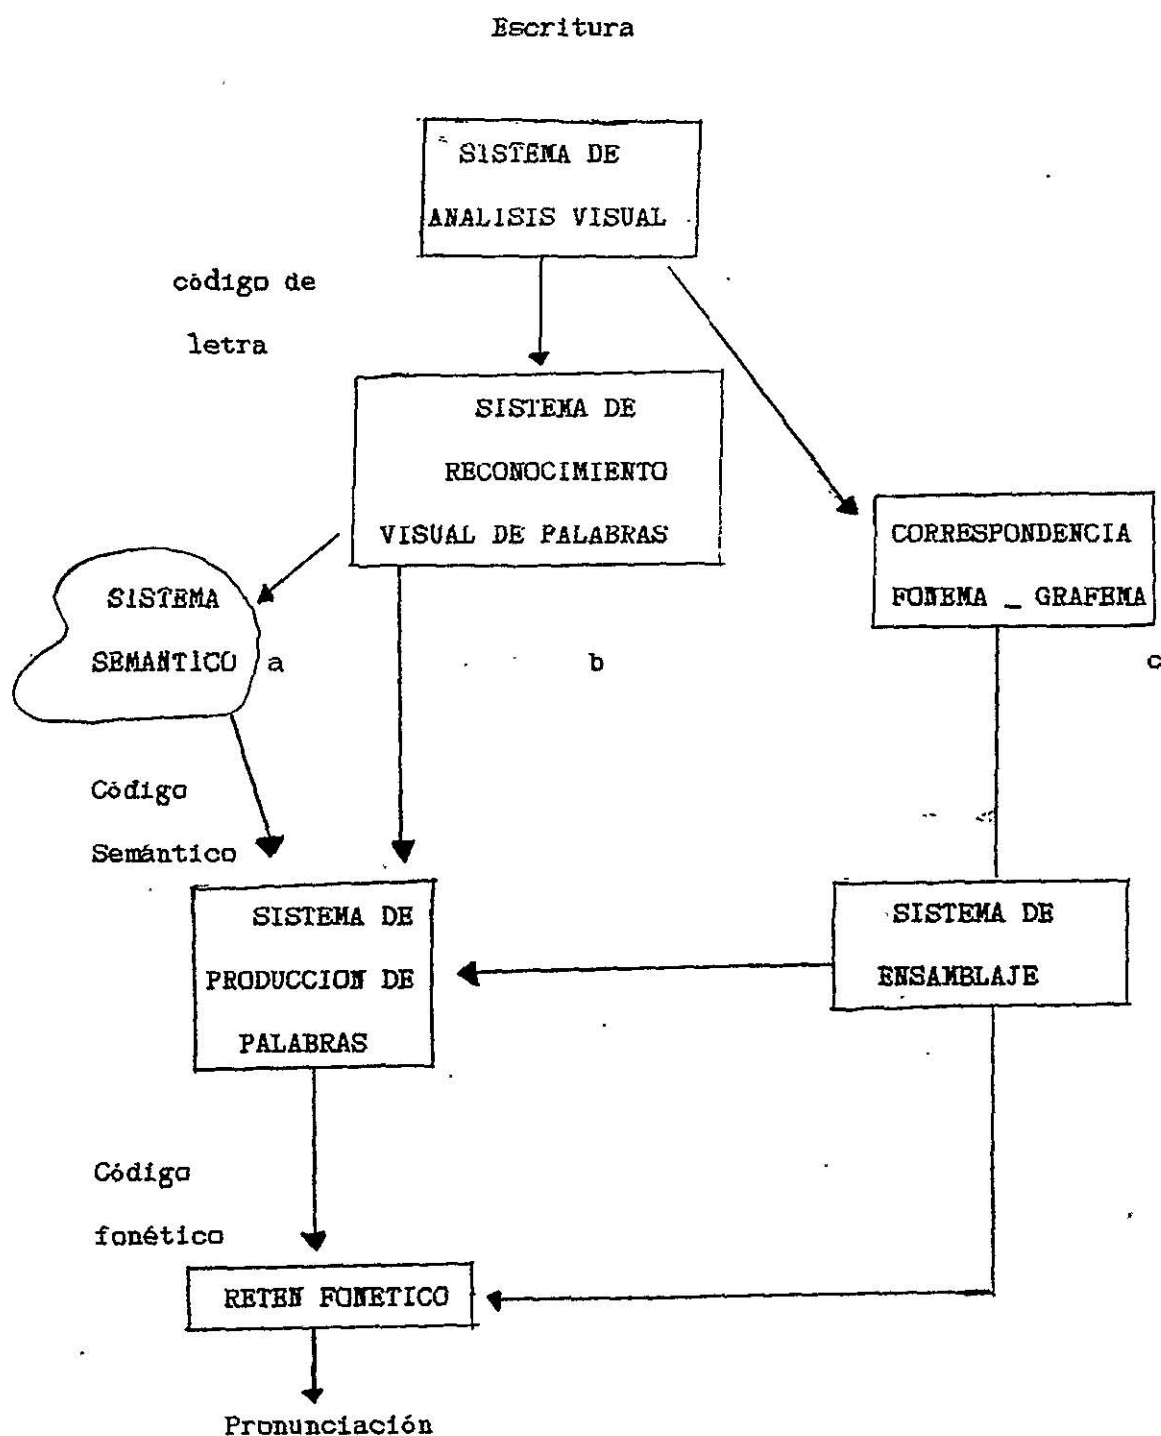 Escritura
SISTEMA DE
ANALISIS VISUAL
código de
letra
SISTEMA DE
RECONOCIMIENTO
VISUAL DE PALABRAS
CORRESPONDENCIA
FONEMA _ GRAFEMA
SISTEMA
SEMANTICO
a
b
c
Código
Semántico
SISTEMA DE
PRODUCCION DE
PALABRAS
SISTEMA DE
ENSAMBLAJE
Código
fonético
RETEN FONETICO
Pronunciación